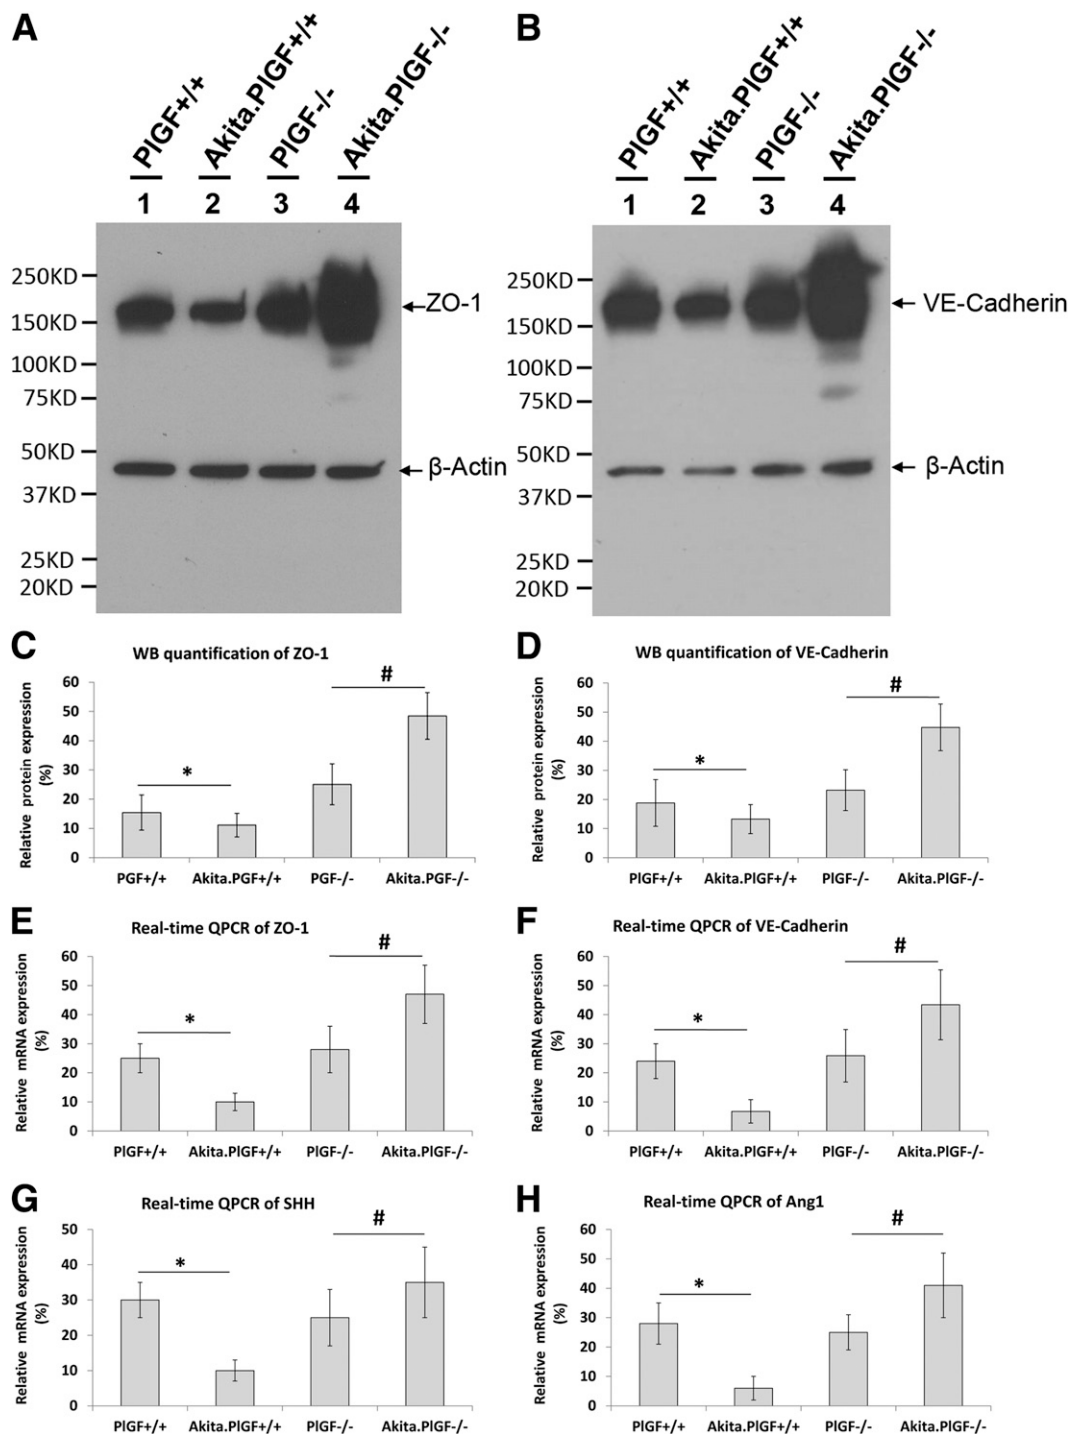 A
PlGF+/+
Akita.PlGF+/+
PlGF-/-
Akita.PlGF-/-
1 2 3 4
250KD
150KD
100KD
75KD
50KD
37KD
25KD
20KD
ZO-1
β-Actin
B
PlGF+/+
Akita.PlGF+/+
PlGF-/-
Akita.PlGF-/-
1 2 3 4
250KD
150KD
100KD
75KD
50KD
37KD
25KD
20KD
VE-Cadherin
β-Actin
C
WB quantification of ZO-1
Relative protein expression
(%)
60
50
40
30
20
10
0
*
#
PGF+/+ Akita.PGF+/+ PGF-/- Akita.PGF-/-
D
WB quantification of VE-Cadherin
Relative protein expression
(%)
60
50
40
30
20
10
0
*
#
PlGF+/+ Akita.PlGF+/+ PlGF-/- Akita.PlGF-/-
E
Real-time QPCR of ZO-1
Relative mRNA expression
(%)
60
50
40
30
20
10
0
*
#
PlGF+/+ Akita.PlGF+/+ PlGF-/- Akita.PlGF-/-
F
Real-time QPCR of VE-Cadherin
Relative mRNA expression
(%)
60
50
40
30
20
10
0
*
#
PlGF+/+ Akita.PlGF+/+ PlGF-/- Akita.PlGF-/-
G
Real-time QPCR of SHH
Relative mRNA expression
(%)
50
40
30
20
10
0
*
#
PlGF+/+ Akita.PlGF+/+ PlGF-/- Akita.PlGF-/-
H
Real-time QPCR of Ang1
Relative mRNA expression
(%)
60
50
40
30
20
10
0
*
#
PlGF+/+ Akita.PlGF+/+ PlGF-/- Akita.PlGF-/-